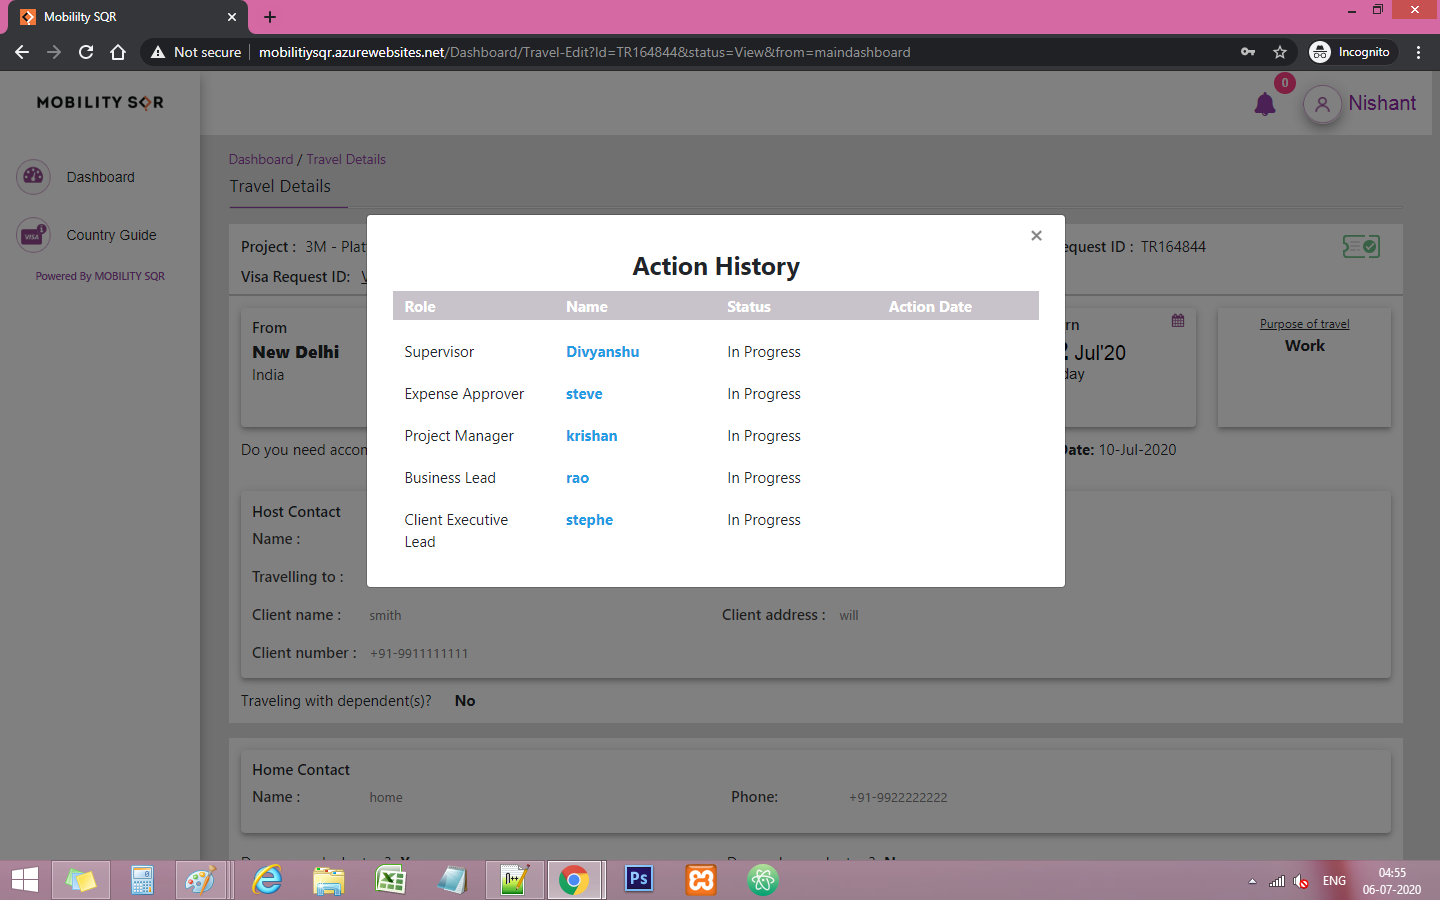 Mobililty SQR
Not secure mobilitiysqr.azurewebsites.net/Dashboard/Travel-Edit?Id=TR164844&status=View&from=maindashboard Incognito
MOBILITY SQR
0
Nishant
Dashboard
Country Guide
VISA
Powered By MOBILITY SQR
Dashboard / Travel Details
Travel Details
Project : 3M - Plat
quest ID : TR164844
Visa Request ID:
×
Action History
Role Name Status Action Date
Supervisor Divyanshu In Progress
Expense Approver steve In Progress
Project Manager krishan In Progress
Business Lead rao In Progress
Client Executive Lead stephe In Progress
From
New Delhi
India
rn
Jul'20
day
Purpose of travel
Work
Do you need accom
Date: 10-Jul-2020
Host Contact
Name :
Travelling to :
Client name : smith Client address : will
Client number : +91-9911111111
Traveling with dependent(s)? No
Home Contact
Name : home Phone: +91-9922222222
Ps
ENG
04:55
06-07-2020